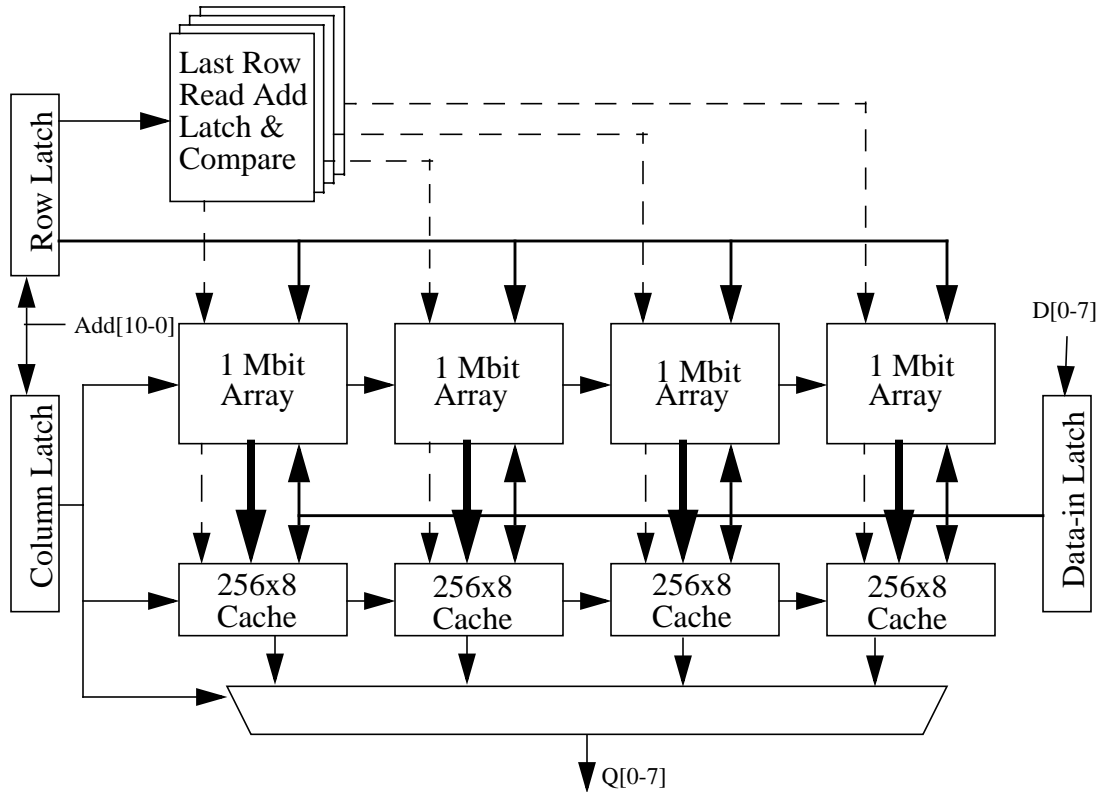 Last Row
Read Add
Latch &
Compare
Row Latch
Add[10-0]
D[0-7]
1 Mbit
Array
1 Mbit
Array
1 Mbit
Array
1 Mbit
Array
Column Latch
Data-in Latch
256x8
Cache
256x8
Cache
256x8
Cache
256x8
Cache
Q[0-7]